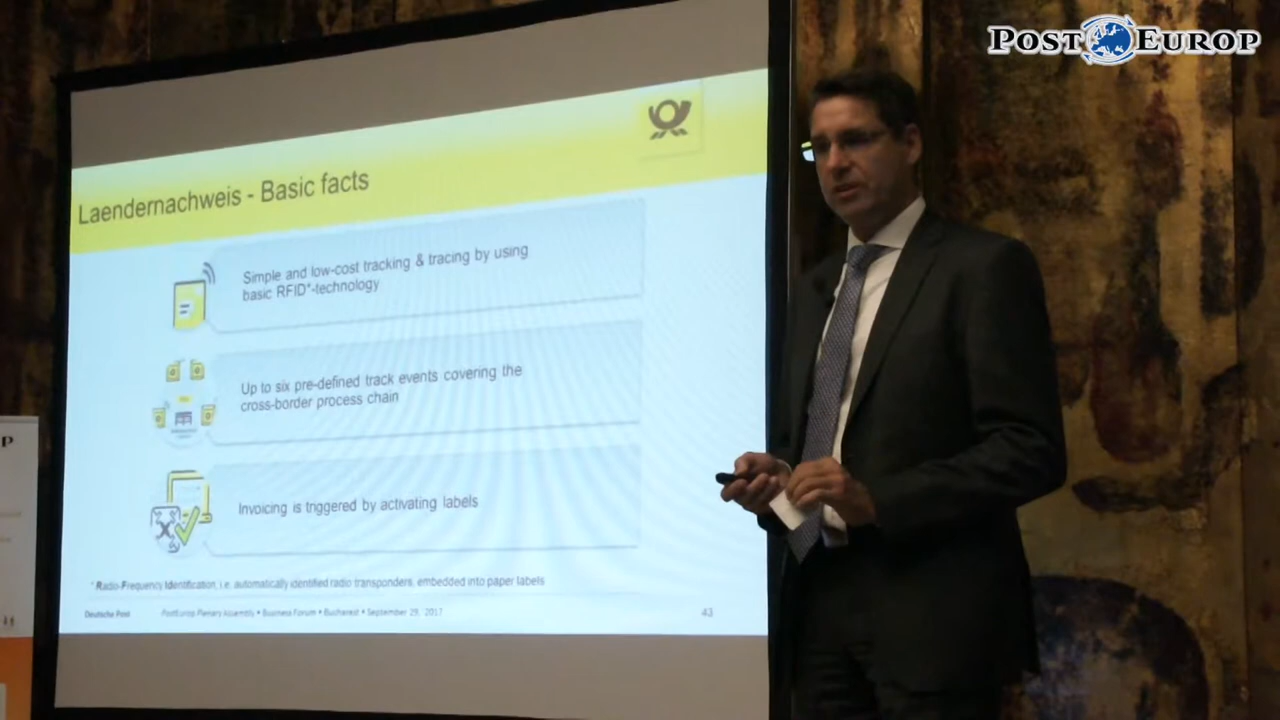 POST EUROP
Laendernachweis - Basic facts
Simple and low-cost tracking & tracing by using
basic RFID*-technology
Up to six pre-defined track events covering the
cross-border process chain
Invoicing is triggered by activating labels
* Radio-Frequency Identification, i.e. automatically identified radio transponders, embedded into paper labels
Deutsche Post PostEurop Plenary Assembly • Business Forum • Bucharest • September 29, 2017 43
P